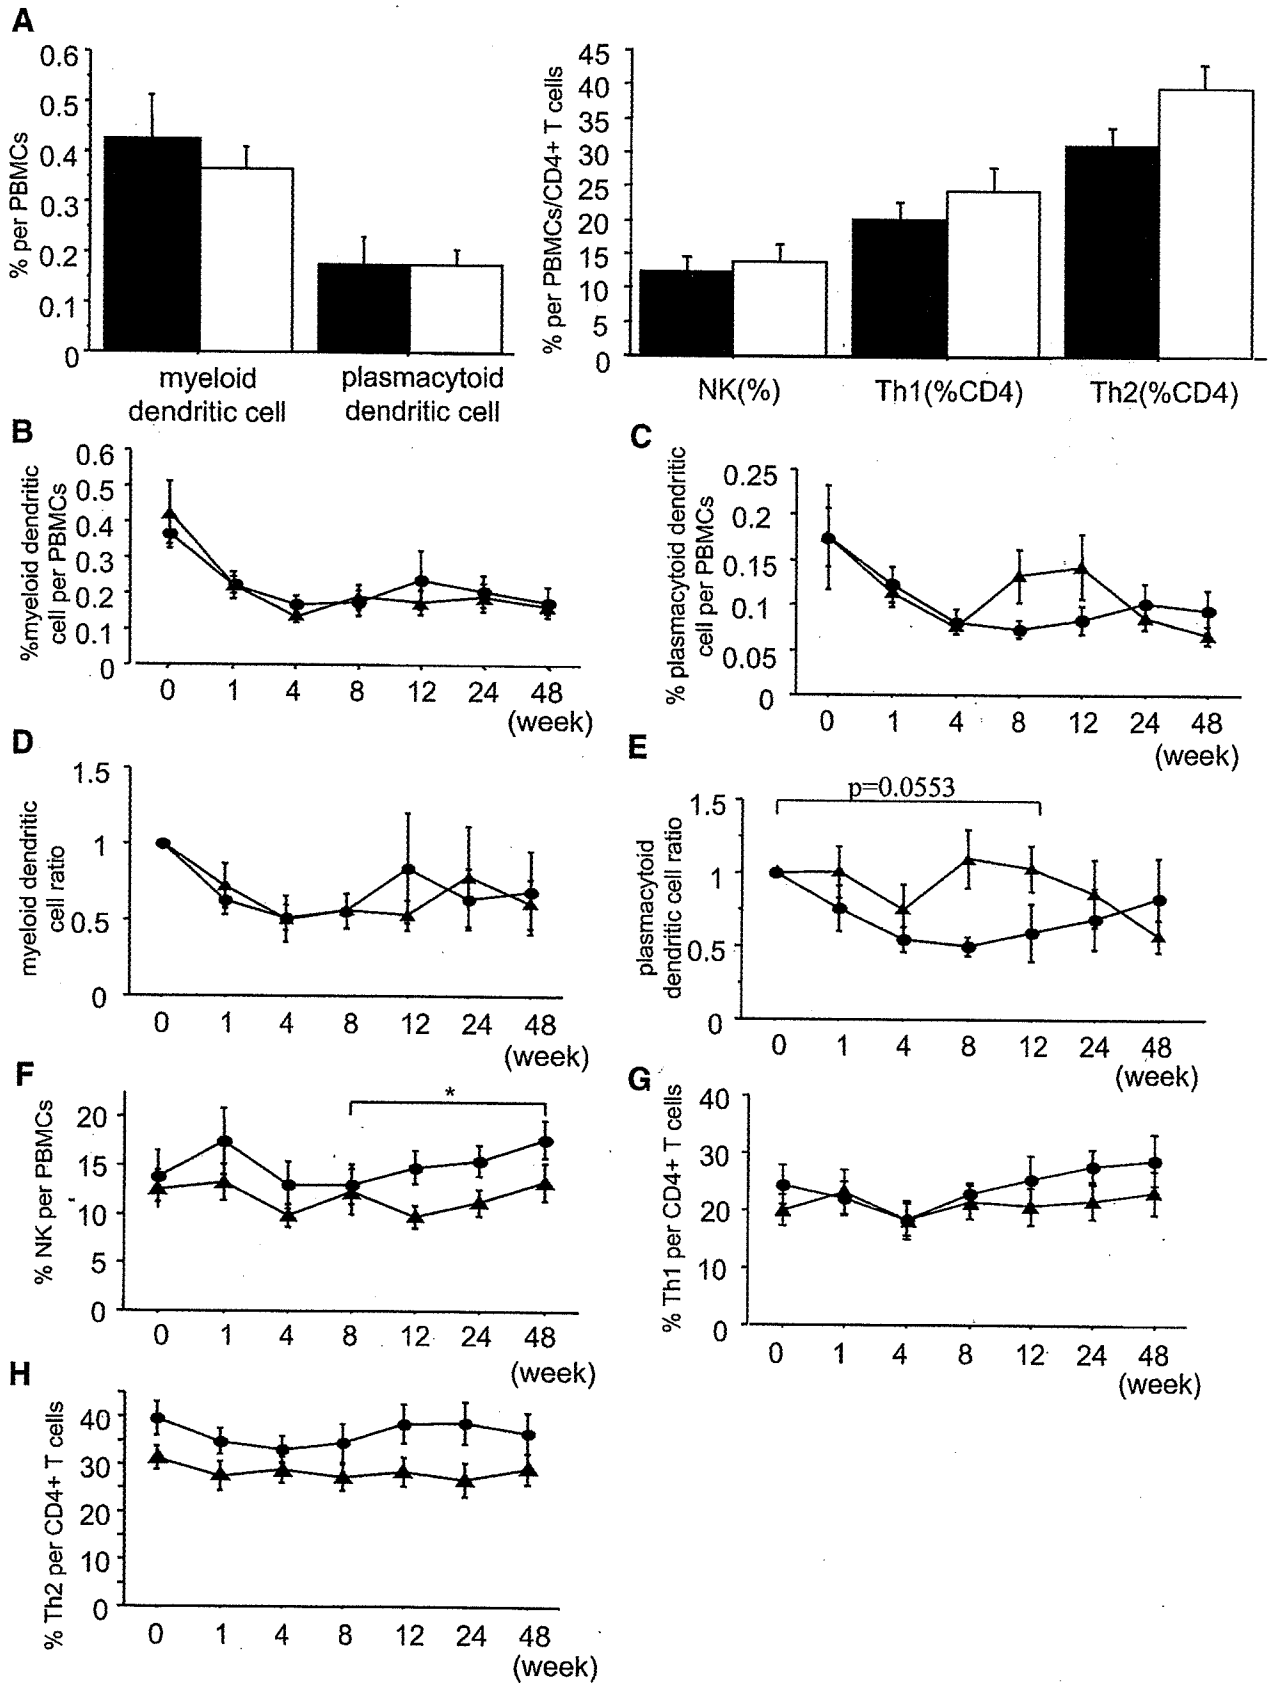 A
% per PBMCs
0.6
0.5
0.4
0.3
0.2
0.1
0
myeloid
dendritic cell
plasmacytoid
dendritic cell
% per PBMCs/CD4+ T cells
45
40
35
30
25
20
15
10
5
0
NK(%)
Th1(%CD4)
Th2(%CD4)
B
%myeloid dendritic
cell per PBMCs
0.6
0.5
0.4
0.3
0.2
0.1
0
0 1 4 8 12 24 48
(week)
C
% plasmacytoid dendritic
cell per PBMCs
0.25
0.2
0.15
0.1
0.05
0
0 1 4 8 12 24 48
(week)
D
myeloid dendritic
cell ratio
1.5
1
0.5
0
0 1 4 8 12 24 48
(week)
E
plasmacytoid
dendritic cell ratio
p=0.0553
1.5
1
0.5
0
0 1 4 8 12 24 48
(week)
F
% NK per PBMCs
*
20
15
10
5
0
0 1 4 8 12 24 48
(week)
G
% Th1 per CD4+ T cells
40
30
20
10
0
0 1 4 8 12 24 48
(week)
H
% Th2 per CD4+ T cells
40
30
20
10
0
0 1 4 8 12 24 48
(week)